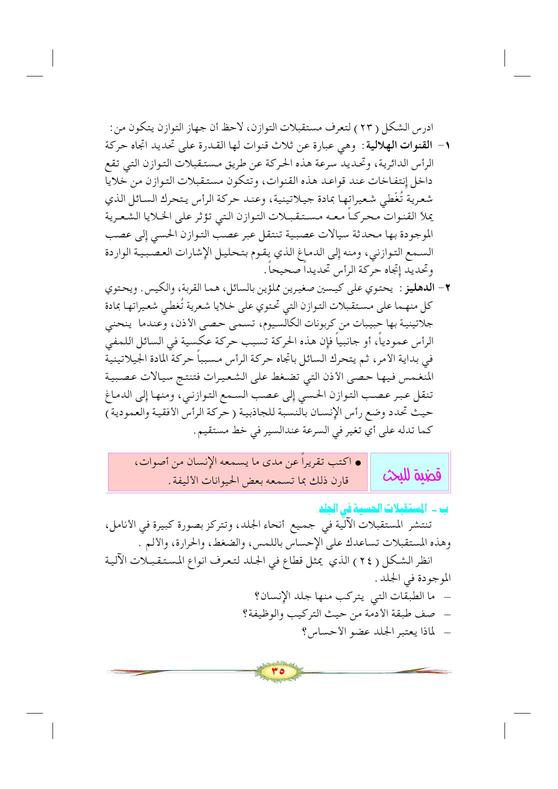 ادرس الشكل (٢٣) لتعرف مستقبلات التوازن، لاحظ أن جهاز التوازن يتكون من:
١- القنوات الهلالية: وهي عبارة عن ثلاث قنوات لها القدرة على تحديد اتجاه حركة
الرأس الدائرية، وتحديد سرعة هذه الحركة عن طريق مستقبلات التوازن التي تقع
داخل إنتفاخات عند قواعد هذه القنوات، وتتكون مستقبلات التوازن من خلايا
شعرية تُغَطي شعيراتها بمادة جيلاتينية، وعند حركة الرأس يتحرك السائل الذي
يملأ القنوات محركاً معه مستقبلات التوازن التي تؤثر على الخلايا الشعرية
الموجودة بها محدثة سيالات عصبية تنتقل عبر عصب التوازن الحسي إلى عصب
السمع التوازني، ومنه إلى الدماغ الذي يقوم بتحليل الإشارات العصبية الواردة
وتحديد إتجاه حركة الرأس تحديداً صحيحاً.
٢- الدهليز: يحتوي على كيسين صغيرين مملؤين بالسائل، هما القربة، والكيس. ويحتوي
كل منهما على مستقبلات التوازن التي تحتوي على خلايا شعرية تُغطي شعيراتها بمادة
جلاتينية بها حبيبات من كربونات الكالسيوم، تسمى حصى الأذن، وعندما ينحني
الرأس عمودياً، أو جانبياً فإن هذه الحركة تسبب حركة عكسية في السائل اللمفي
في بداية الأمر، ثم يتحرك السائل باتجاه حركة الرأس مسبباً حركة المادة الجيلاتينية
المنغمس فيها حصى الأذن التي تضغط على الشعيرات فتنتج سيالات عصبية
تنقل عبر عصب التوازن الحسي إلى عصب السمع التوازني، ومنها إلى الدماغ
حيث تحدد وضع رأس الإنسان بالنسبة للجاذبية (حركة الرأس الأفقية والعمودية)
كما تدله على أي تغير في السرعة عندالسير في خط مستقيم.
قضية للبحث
● اكتب تقريراً عن مدى ما يسمعه الإنسان من أصوات،
قارن ذلك بما تسمعه بعض الحيوانات الأليفة.
ب - المستقبلات الحسية في الجلد
تنتشر المستقبلات الآلية في جميع أنحاء الجلد، وتتركز بصورة كبيرة في الأنامل،
وهذه المستقبلات تساعدك على الإحساس باللمس، والضغط، والحرارة، والألم.
انظر الشكل (٢٤) الذي يمثل قطاع في الجلد لتعرف انواع المستقبلات الآلية
الموجودة في الجلد.
– ما الطبقات التي يتركب منها جلد الإنسان؟
– صف طبقة الأدمة من حيث التركيب والوظيفة؟
– لماذا يعتبر الجلد عضو الأحساس؟
٣٥